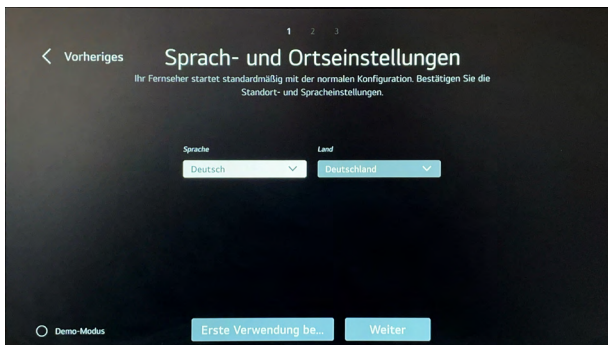 1 2 3
Vorheriges
Sprach- und Ortseinstellungen
Ihr Fernseher startet standardmäßig mit der normalen Konfiguration. Bestätigen Sie die
Standort- und Spracheinstellungen.
Sprache Land
Deutsch Deutschland
Demo-Modus Erste Verwendung be... Weiter